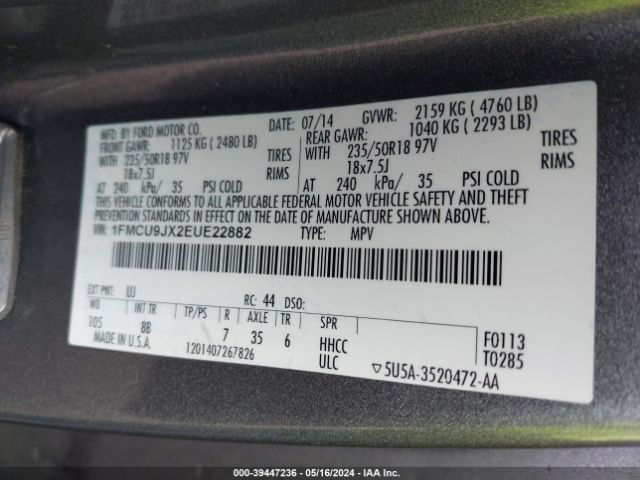 MFD. BY FORD MOTOR CO. DATE: 07/14 GVWR: 2159 KG ( 4760 LB)
FRONT GAWR: 1125 KG ( 2480 LB) REAR GAWR: 1040 KG ( 2293 LB)
WITH 235/50R18 97V TIRES WITH 235/50R18 97V TIRES
18x7.5J RIMS 18x7.5J RIMS
AT 240 kPa/ 35 PSI COLD AT 240 kPa/ 35 PSI COLD
THIS VEHICLE CONFORMS TO ALL APPLICABLE FEDERAL MOTOR VEHICLE SAFETY AND THEFT
PREVENTION STANDARDS IN EFFECT ON THE DATE OF MANUFACTURE SHOWN ABOVE.
VIN: 1FMCU9JX2EUE22882 TYPE: MPV
EXT PNT: UJ RC: 44 DSO:
WB INT TR TP/PS R AXLE TR SPR
105 BB 7 35 6 HHCC F0113
MADE IN U.S.A. 1201407267826 ULC T0285
5U5A-3520472-AA
000-39447236 - 05/16/2024 - IAA Inc.